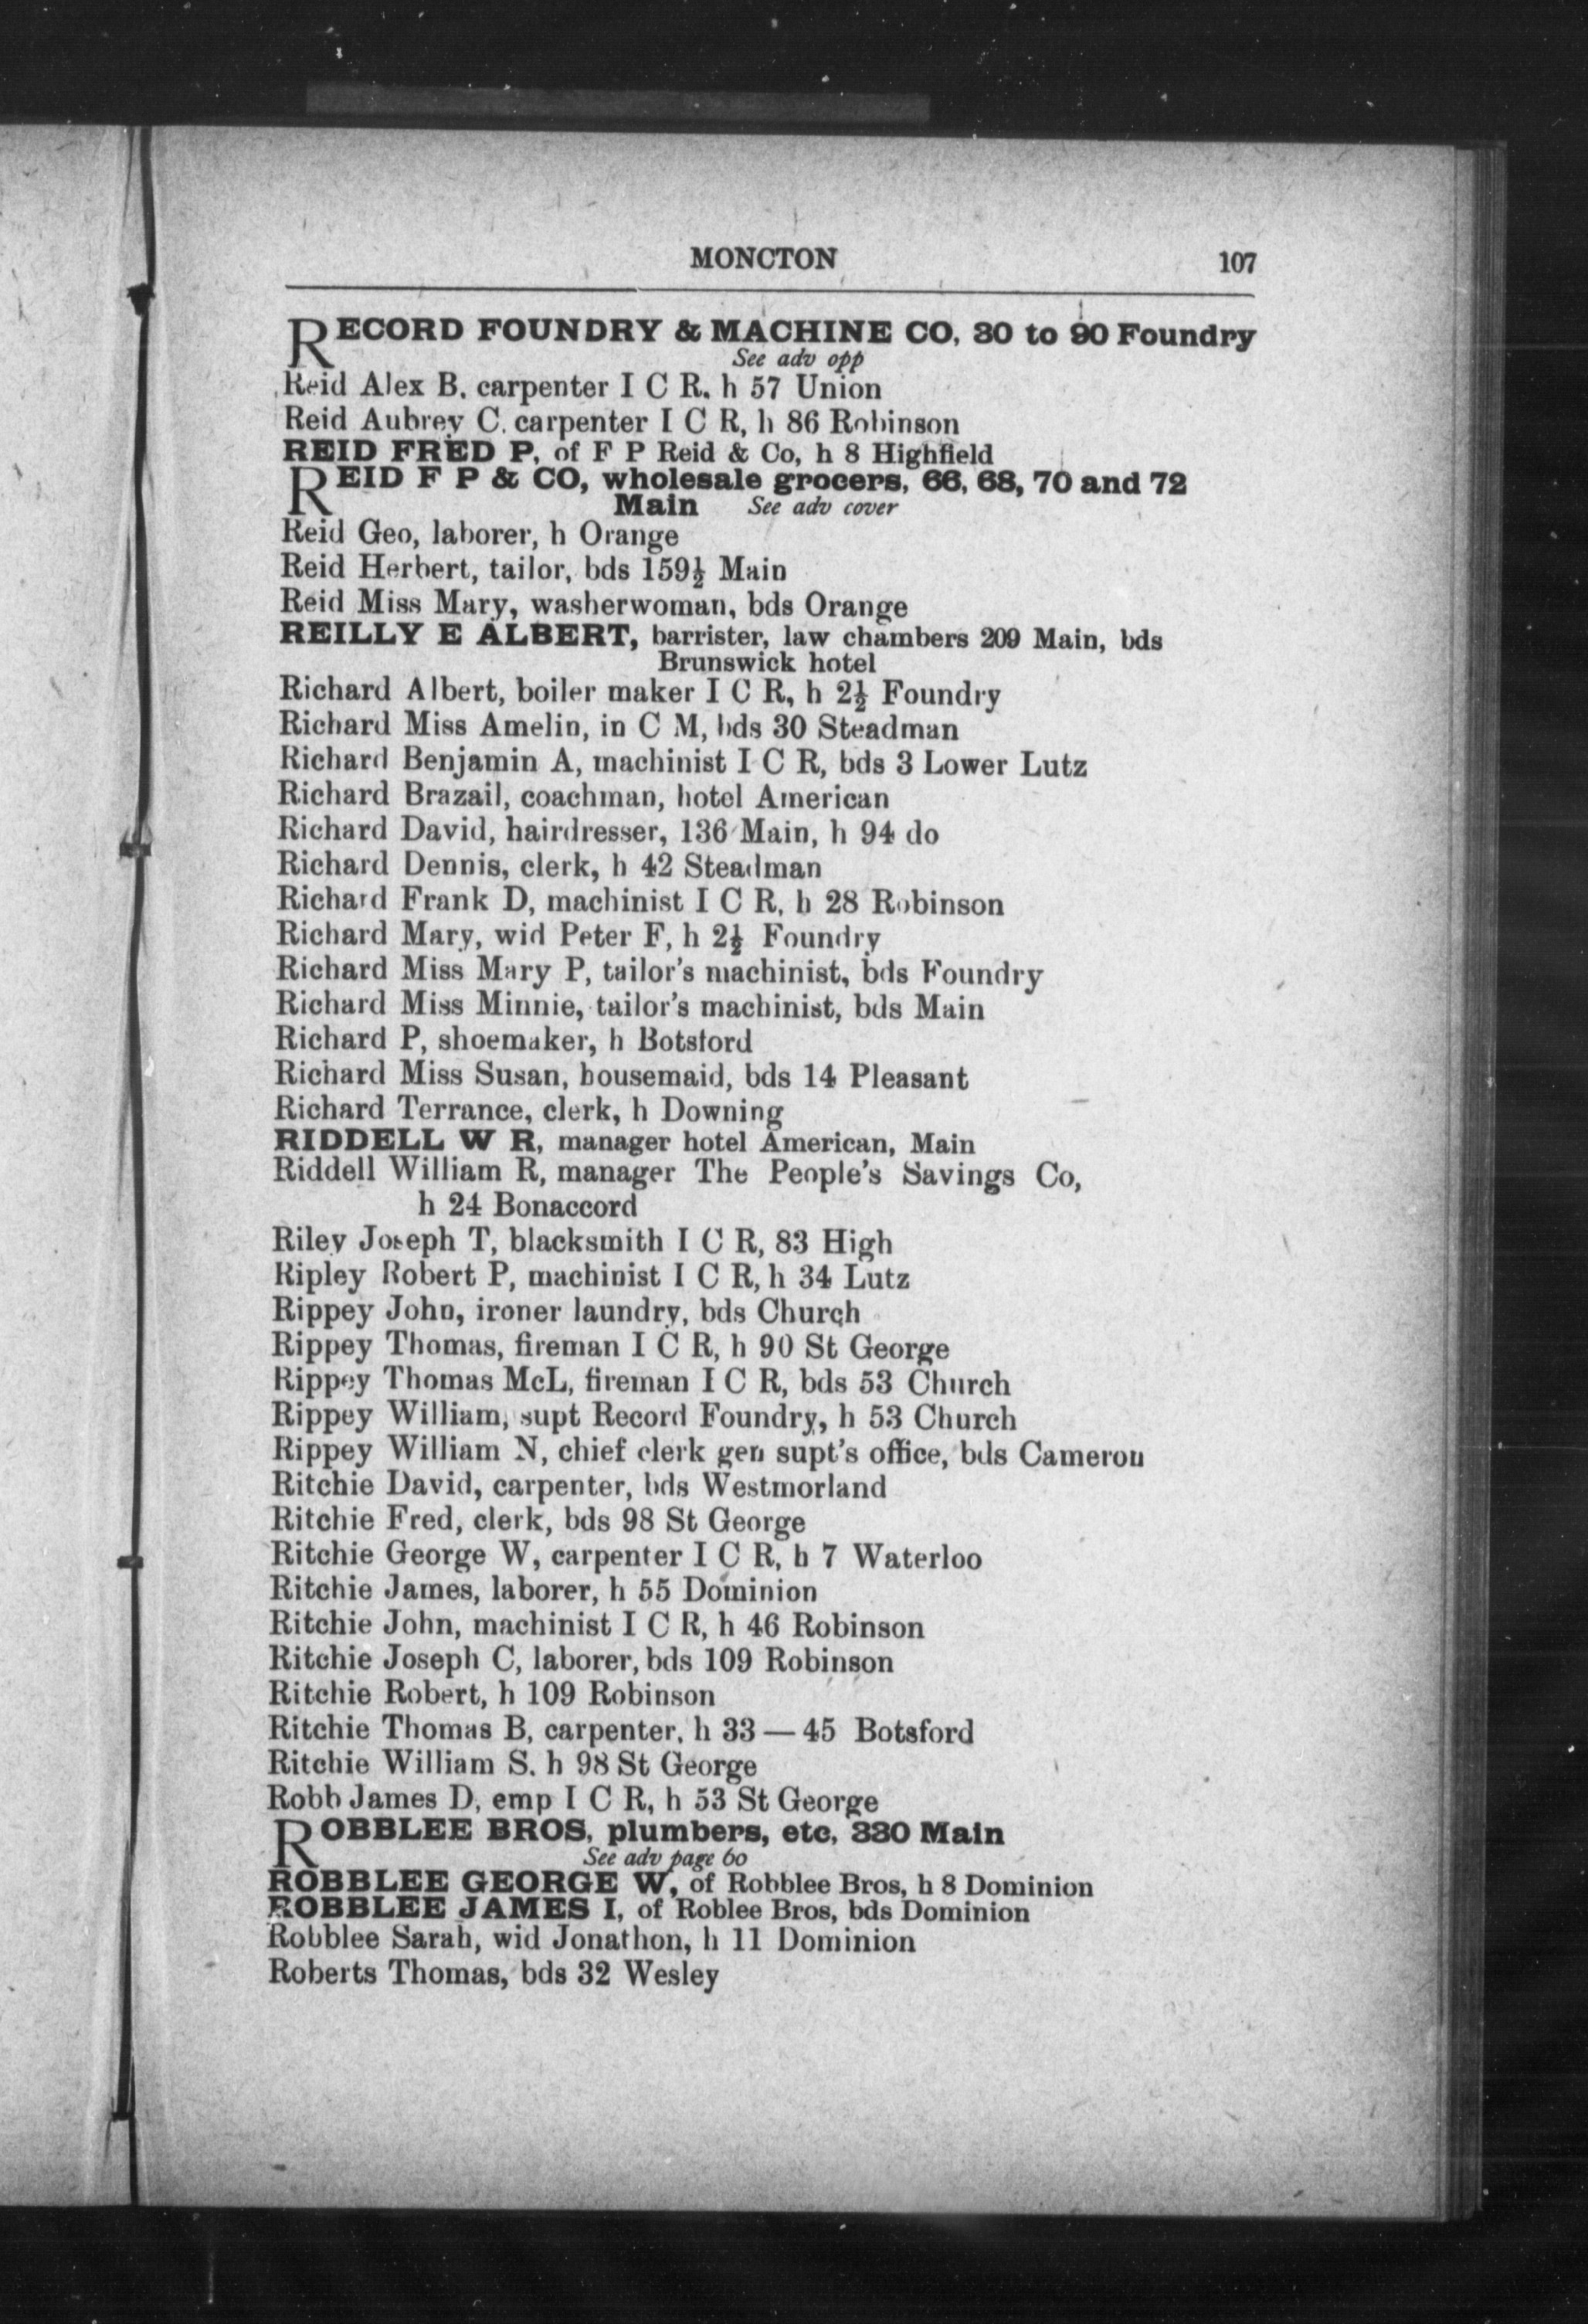 MONCTON 107
RECORD FOUNDRY & MACHINE CO, 30 to 90 Foundry
See adv opp
Reid Alex B. carpenter I C R. h 57 Union
Reid Aubrey C. carpenter I C R, h 86 Robinson
REID FRED P, of F P Reid & Co, h 8 Highfield
REID F P & CO, wholesale grocers, 66, 68, 70 and 72
Main See adv cover
Reid Geo, laborer, h Orange
Reid Herbert, tailor, bds 159½ Main
Reid Miss Mary, washerwoman, bds Orange
REILLY E ALBERT, barrister, law chambers 209 Main, bds
Brunswick hotel
Richard Albert, boiler maker I C R, h 2½ Foundry
Richard Miss Amelin, in C M, bds 30 Steadman
Richard Benjamin A, machinist I C R, bds 3 Lower Lutz
Richard Brazail, coachman, hotel American
Richard David, hairdresser, 136 Main, h 94 do
Richard Dennis, clerk, h 42 Steadman
Richard Frank D, machinist I C R, h 28 Robinson
Richard Mary, wid Peter F, h 2½ Foundry
Richard Miss Mary P, tailor's machinist, bds Foundry
Richard Miss Minnie, tailor's machinist, bds Main
Richard P, shoemaker, h Botsford
Richard Miss Susan, housemaid, bds 14 Pleasant
Richard Terrance, clerk, h Downing
RIDDELL W R, manager hotel American, Main
Riddell William R, manager The People's Savings Co,
h 24 Bonaccord
Riley Joseph T, blacksmith I C R, 83 High
Ripley Robert P, machinist I C R, h 34 Lutz
Rippey John, ironer laundry, bds Church
Rippey Thomas, fireman I C R, h 90 St George
Rippey Thomas McL, fireman I C R, bds 53 Church
Rippey William, supt Record Foundry, h 53 Church
Rippey William N, chief clerk gen supt's office, bds Cameron
Ritchie David, carpenter, bds Westmorland
Ritchie Fred, clerk, bds 98 St George
Ritchie George W, carpenter I C R, h 7 Waterloo
Ritchie James, laborer, h 55 Dominion
Ritchie John, machinist I C R, h 46 Robinson
Ritchie Joseph C, laborer, bds 109 Robinson
Ritchie Robert, h 109 Robinson
Ritchie Thomas B, carpenter, h 33 — 45 Botsford
Ritchie William S. h 98 St George
Robb James D, emp I C R, h 53 St George
ROBBLEE BROS, plumbers, etc, 330 Main
See adv page 60
ROBBLEE GEORGE W, of Robblee Bros, h 8 Dominion
ROBBLEE JAMES I, of Roblee Bros, bds Dominion
Robblee Sarah, wid Jonathon, h 11 Dominion
Roberts Thomas, bds 32 Wesley